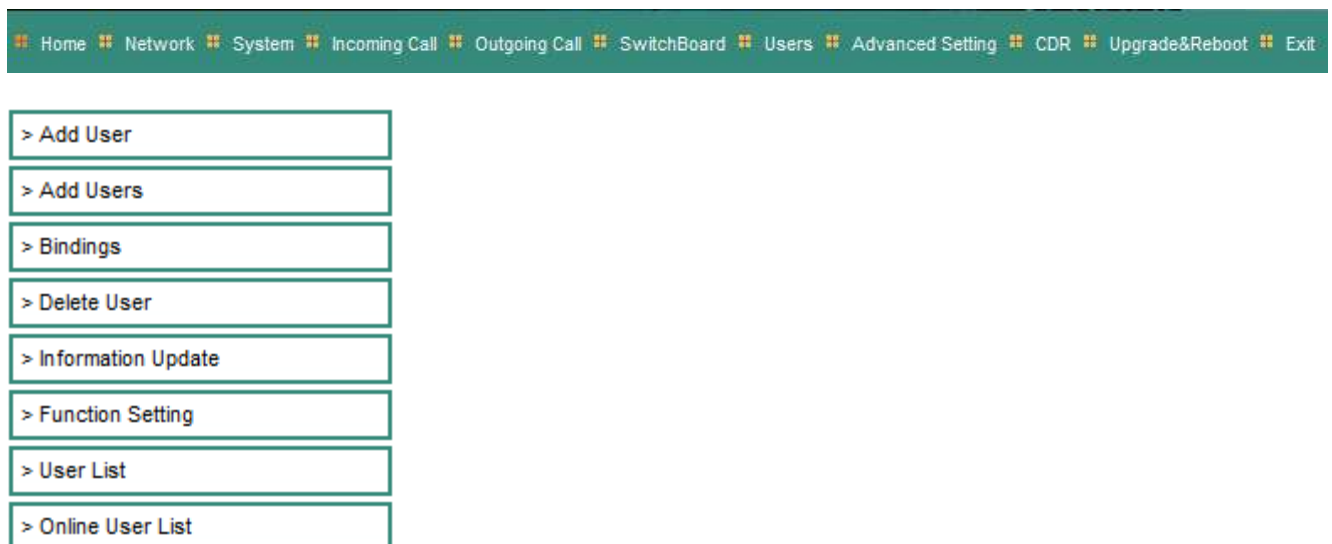 Home Network System Incoming Call Outgoing Call SwitchBoard Users Advanced Setting CDR Upgrade&Reboot Exit
> Add User
> Add Users
> Bindings
> Delete User
> Information Update
> Function Setting
> User List
> Online User List